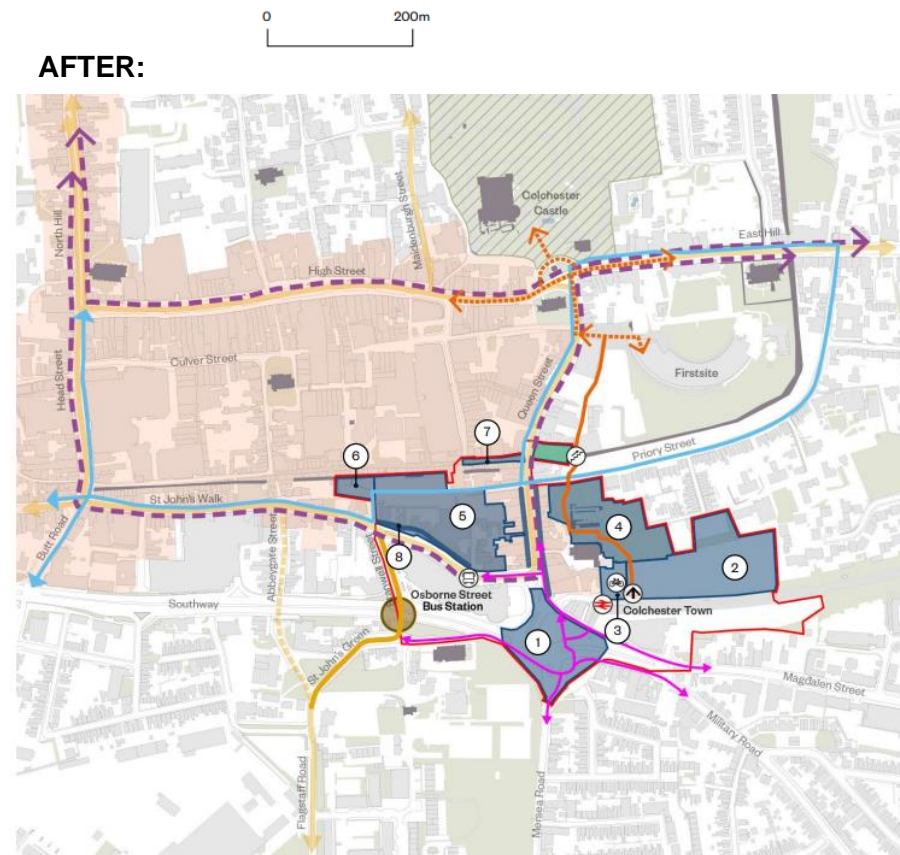 0 200m
AFTER:
Colchester
Castle
East Hill
North Hill
Maidenburgh Street
High Street
Culver Street
Head Street
Queen Street
Firstsite
Priory Street
7
6
St John's Walk
5
4
2
8
Butt Road
Abbeygate Street
Stanwell Street
Osborne Street
Bus Station
Southway
Colchester Town
3
1
St John's Green
Magdalen Street
Military Road
Flagstaff Road
Mersea Road